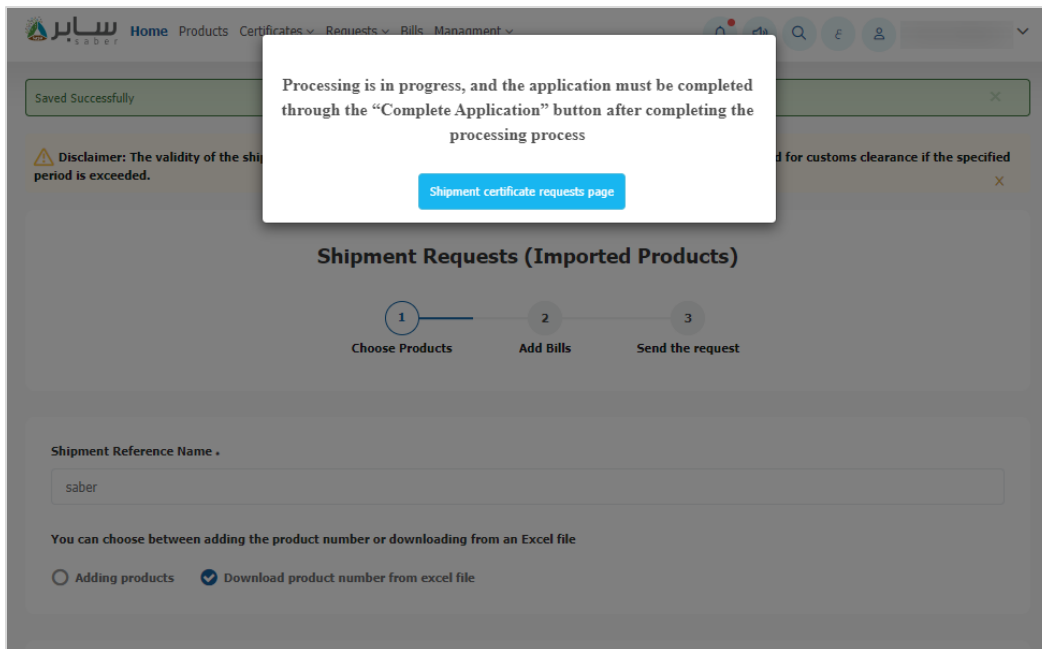 سابر
saber
Home Products Certificates Requests Bills Managment
ع
Saved Successfully
Processing is in progress, and the application must be completed
through the “Complete Application” button after completing the
processing process
Shipment certificate requests page
Disclaimer: The validity of the
d for customs clearance if the specified
period is exceeded.
Shipment Requests (Imported Products)
1
2
3
Choose Products
Add Bills
Send the request
Shipment Reference Name
saber
You can choose between adding the product number or downloading from an Excel file
Adding products
Download product number from excel file